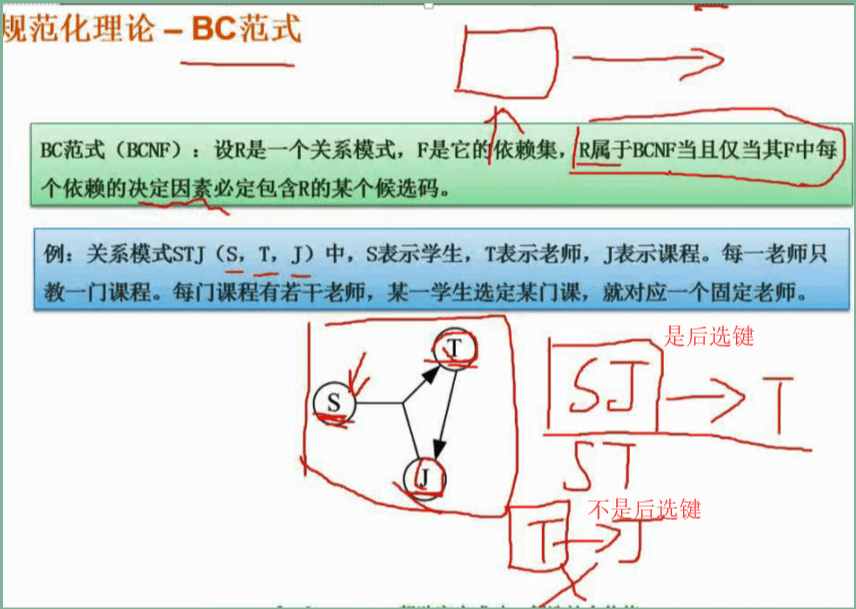 规范化理论 – BC范式
BC范式（BCNF）：设R是一个关系模式，F是它的依赖集，R属于BCNF当且仅当其F中每
个依赖的决定因素必定包含R的某个候选码。
例：关系模式STJ（S，T，J）中，S表示学生，T表示老师，J表示课程。每一老师只
教一门课程。每门课程有若干老师，某一学生选定某门课，就对应一个固定老师。
是后选键
T
S
J
SJ → T
ST
不是后选键
T → J